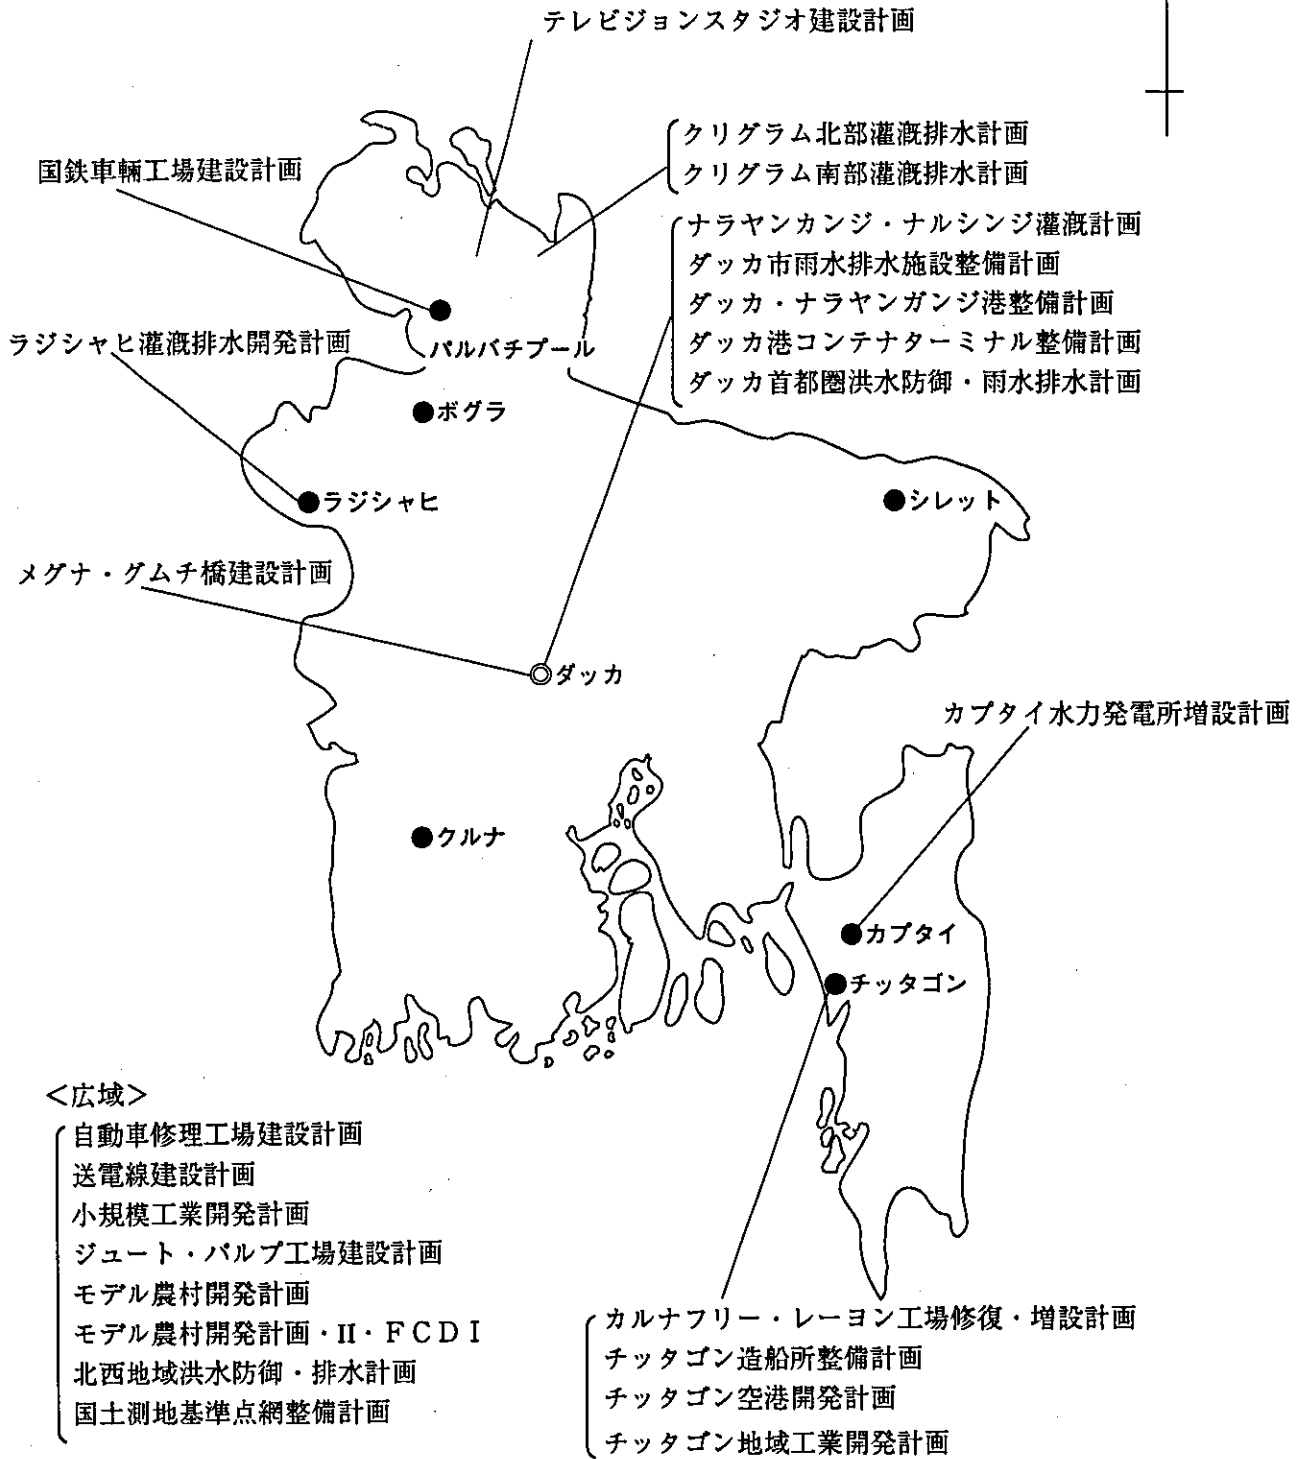 テレビジョンスタジオ建設計画
クリグラム北部灌漑排水計画
クリグラム南部灌漑排水計画
国鉄車輛工場建設計画
ナラヤンカンジ・ナルシンジ灌漑計画
ダッカ市雨水排水施設整備計画
ダッカ・ナラヤンガンジ港整備計画
ダッカ港コンテナターミナル整備計画
ダッカ首都圏洪水防御・雨水排水計画
ラジシャヒ灌漑排水開発計画
パルバチプール
ボグラ
ラジシャヒ
シレット
メグナ・グムチ橋建設計画
ダッカ
カプタイ水力発電所増設計画
クルナ
カプタイ
チッタゴン
＜広域＞
自動車修理工場建設計画
送電線建設計画
小規模工業開発計画
ジュート・パルプ工場建設計画
モデル農村開発計画
モデル農村開発計画・II・ＦＣＤＩ
北西地域洪水防御・排水計画
国土測地基準点網整備計画
カルナフリー・レーヨン工場修復・増設計画
チッタゴン造船所整備計画
チッタゴン空港開発計画
チッタゴン地域工業開発計画